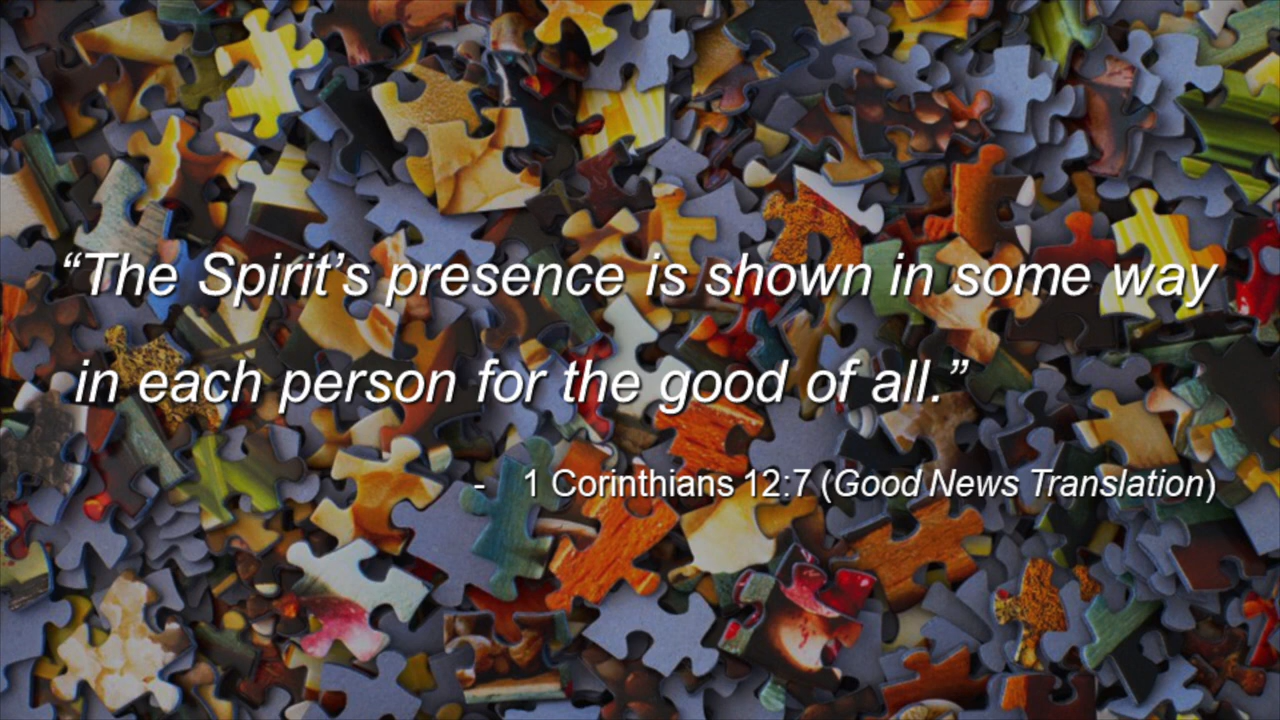 “The Spirit’s presence is shown in some way
in each person for the good of all.”
- 1 Corinthians 12:7 (Good News Translation)